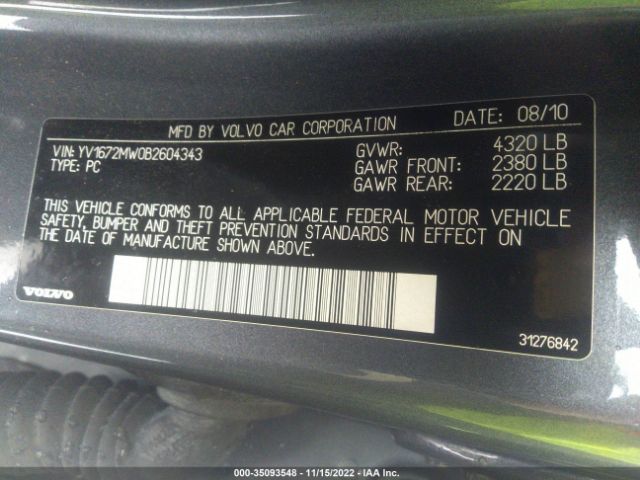 MFD BY VOLVO CAR CORPORATION DATE: 08/10
VIN: YV1672MW0B2604343
TYPE: PC
GVWR: 4320 LB
GAWR FRONT: 2380 LB
GAWR REAR: 2220 LB
THIS VEHICLE CONFORMS TO ALL APPLICABLE FEDERAL MOTOR VEHICLE
SAFETY, BUMPER AND THEFT PREVENTION STANDARDS IN EFFECT ON
THE DATE OF MANUFACTURE SHOWN ABOVE.
VOLVO
31276842
000-35093548 - 11/15/2022 - IAA Inc.